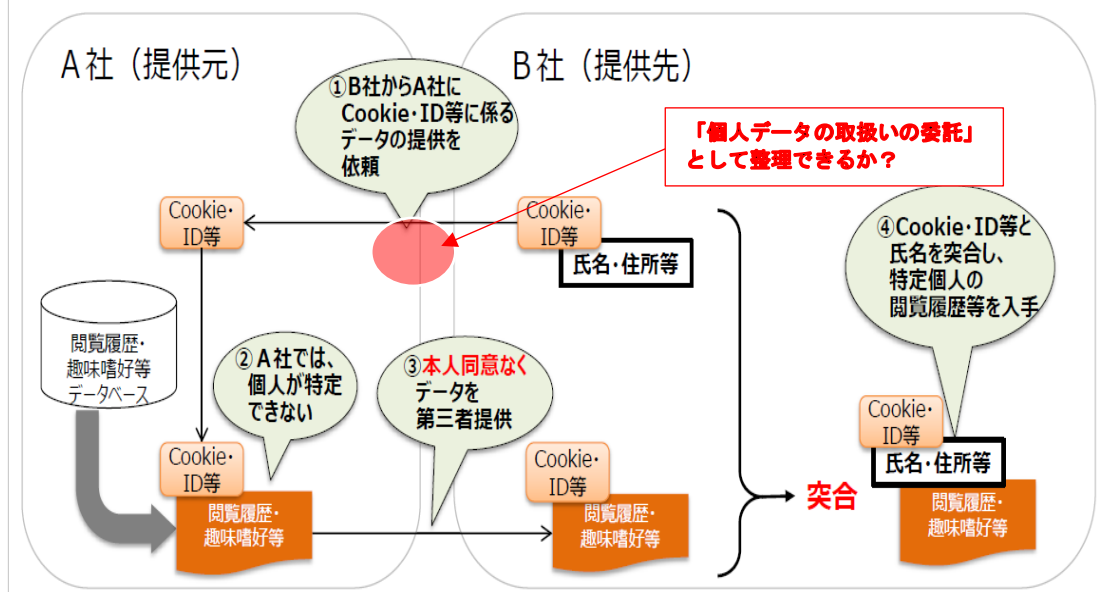 A社（提供元）
B社（提供先）
①B社からA社に
Cookie・ID等に係る
データの提供を
依頼
「個人データの取扱いの委託」
として整理できるか？
Cookie・
ID等
Cookie・
ID等
氏名・住所等
④Cookie・ID等と
氏名を突合し、
特定個人の
閲覧履歴等を入手
閲覧履歴・
趣味嗜好等
データベース
②A社では、
個人が特定
できない
③本人同意なく
データを
第三者提供
Cookie・
ID等
閲覧履歴・
趣味嗜好等
Cookie・
ID等
閲覧履歴・
趣味嗜好等
突合
Cookie・
ID等
氏名・住所等
閲覧履歴・
趣味嗜好等